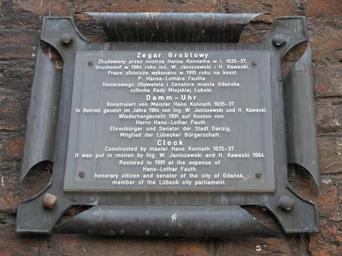 Zegar Groblowy
Zbudowany przez mistrza Hansa Konnatha w l. 1635-37.
Uruchomił w 1984 roku inż. W. Janiszewski i H. Kawecki.
Prace złotnicze wykonano w 1991 roku na koszt
P. Hansa-Lothara Fautha
Honorowego Obywatela i Senatora miasta Gdańska,
członka Rady Miejskiej Lubeki.
Damm-Uhr
Konstruiert von Meister Hans Konnath 1635-37.
In Betrieb gesetzt im Jahre 1984 von Ing. W. Janiszewski und H. Kawecki.
Wiederhergestellt 1991 auf Kosten von
Herrn Hans-Lothar Fauth
Ehrenbürger und Senator der Stadt Danzig,
Mitglied der Lübecker Bürgerschaft.
Clock
Constructed by master Hans Konnath 1635-37.
It was put in motion by Ing. W. Janiszewski and H. Kawecki 1984.
Restored in 1991 at the expense of
Hans-Lothar Fauth
honorary citizen and senator of the city of Gdańsk,
member of the Lubeck city parliament.